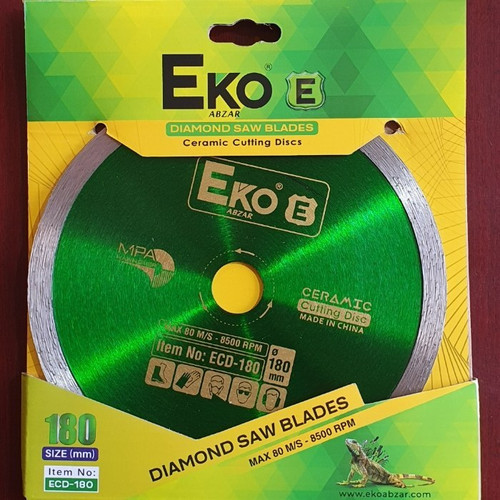 EKO® E
ABZAR
DIAMOND SAW BLADES
Ceramic Cutting Discs
EKO® E
ABZAR
MPA
CERAMIC
Cutting Disc
MADE IN CHINA
MAX 80 M/S - 8500 RPM
Item No: ECD-180
Ø
180
mm
DIAMOND SAW BLADES
MAX 80 M/S - 8500 RPM
180
SIZE (mm)
Item No:
ECD-180
www.ekoabzar.com